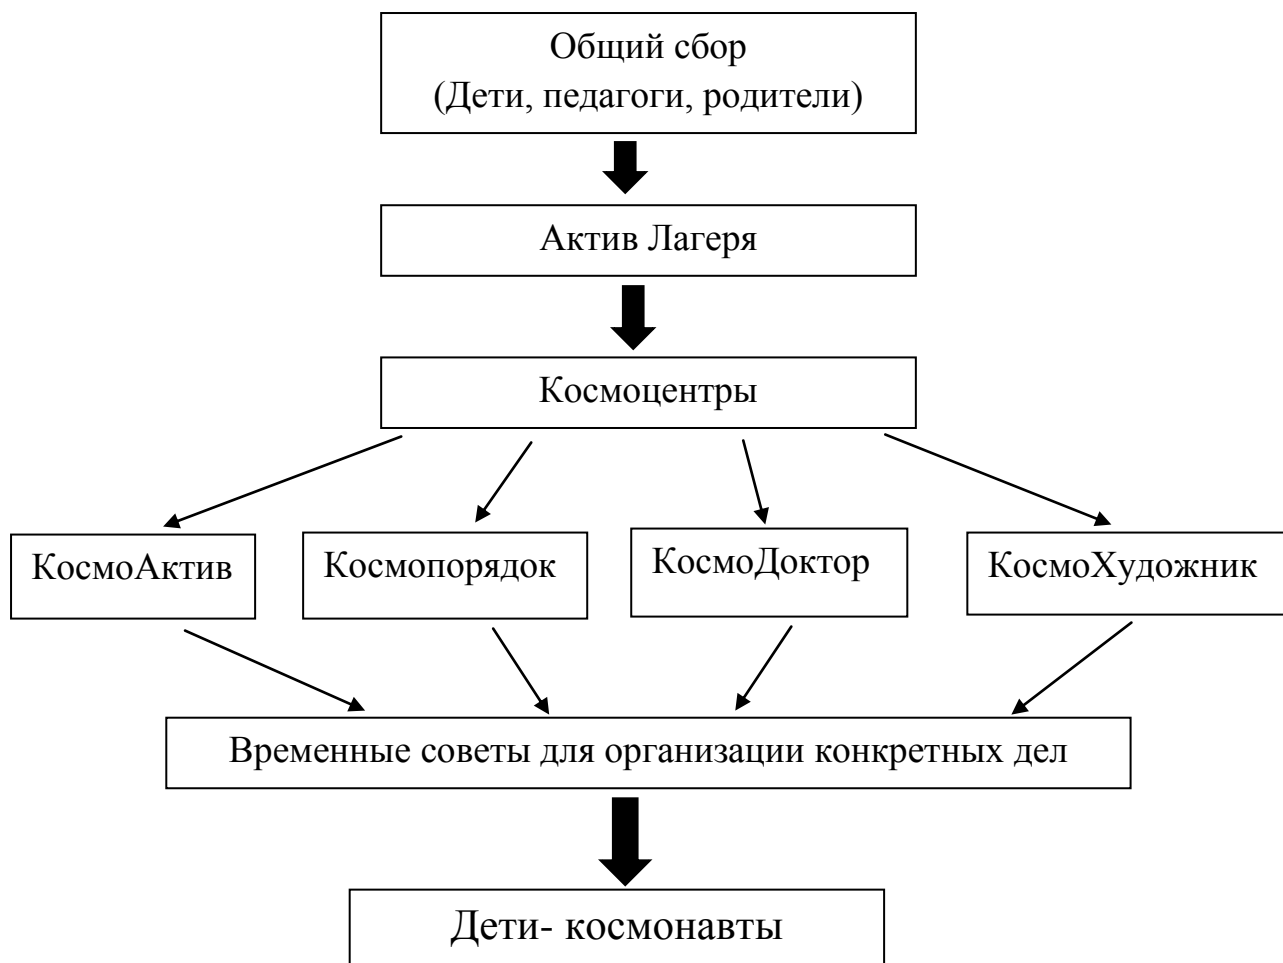 Общий сбор
(Дети, педагоги, родители)
Актив Лагеря
Космоцентры
КосмоАктив
Космопорядок
КосмоДоктор
КосмоХудожник
Временные советы для организации конкретных дел
Дети- космонавты